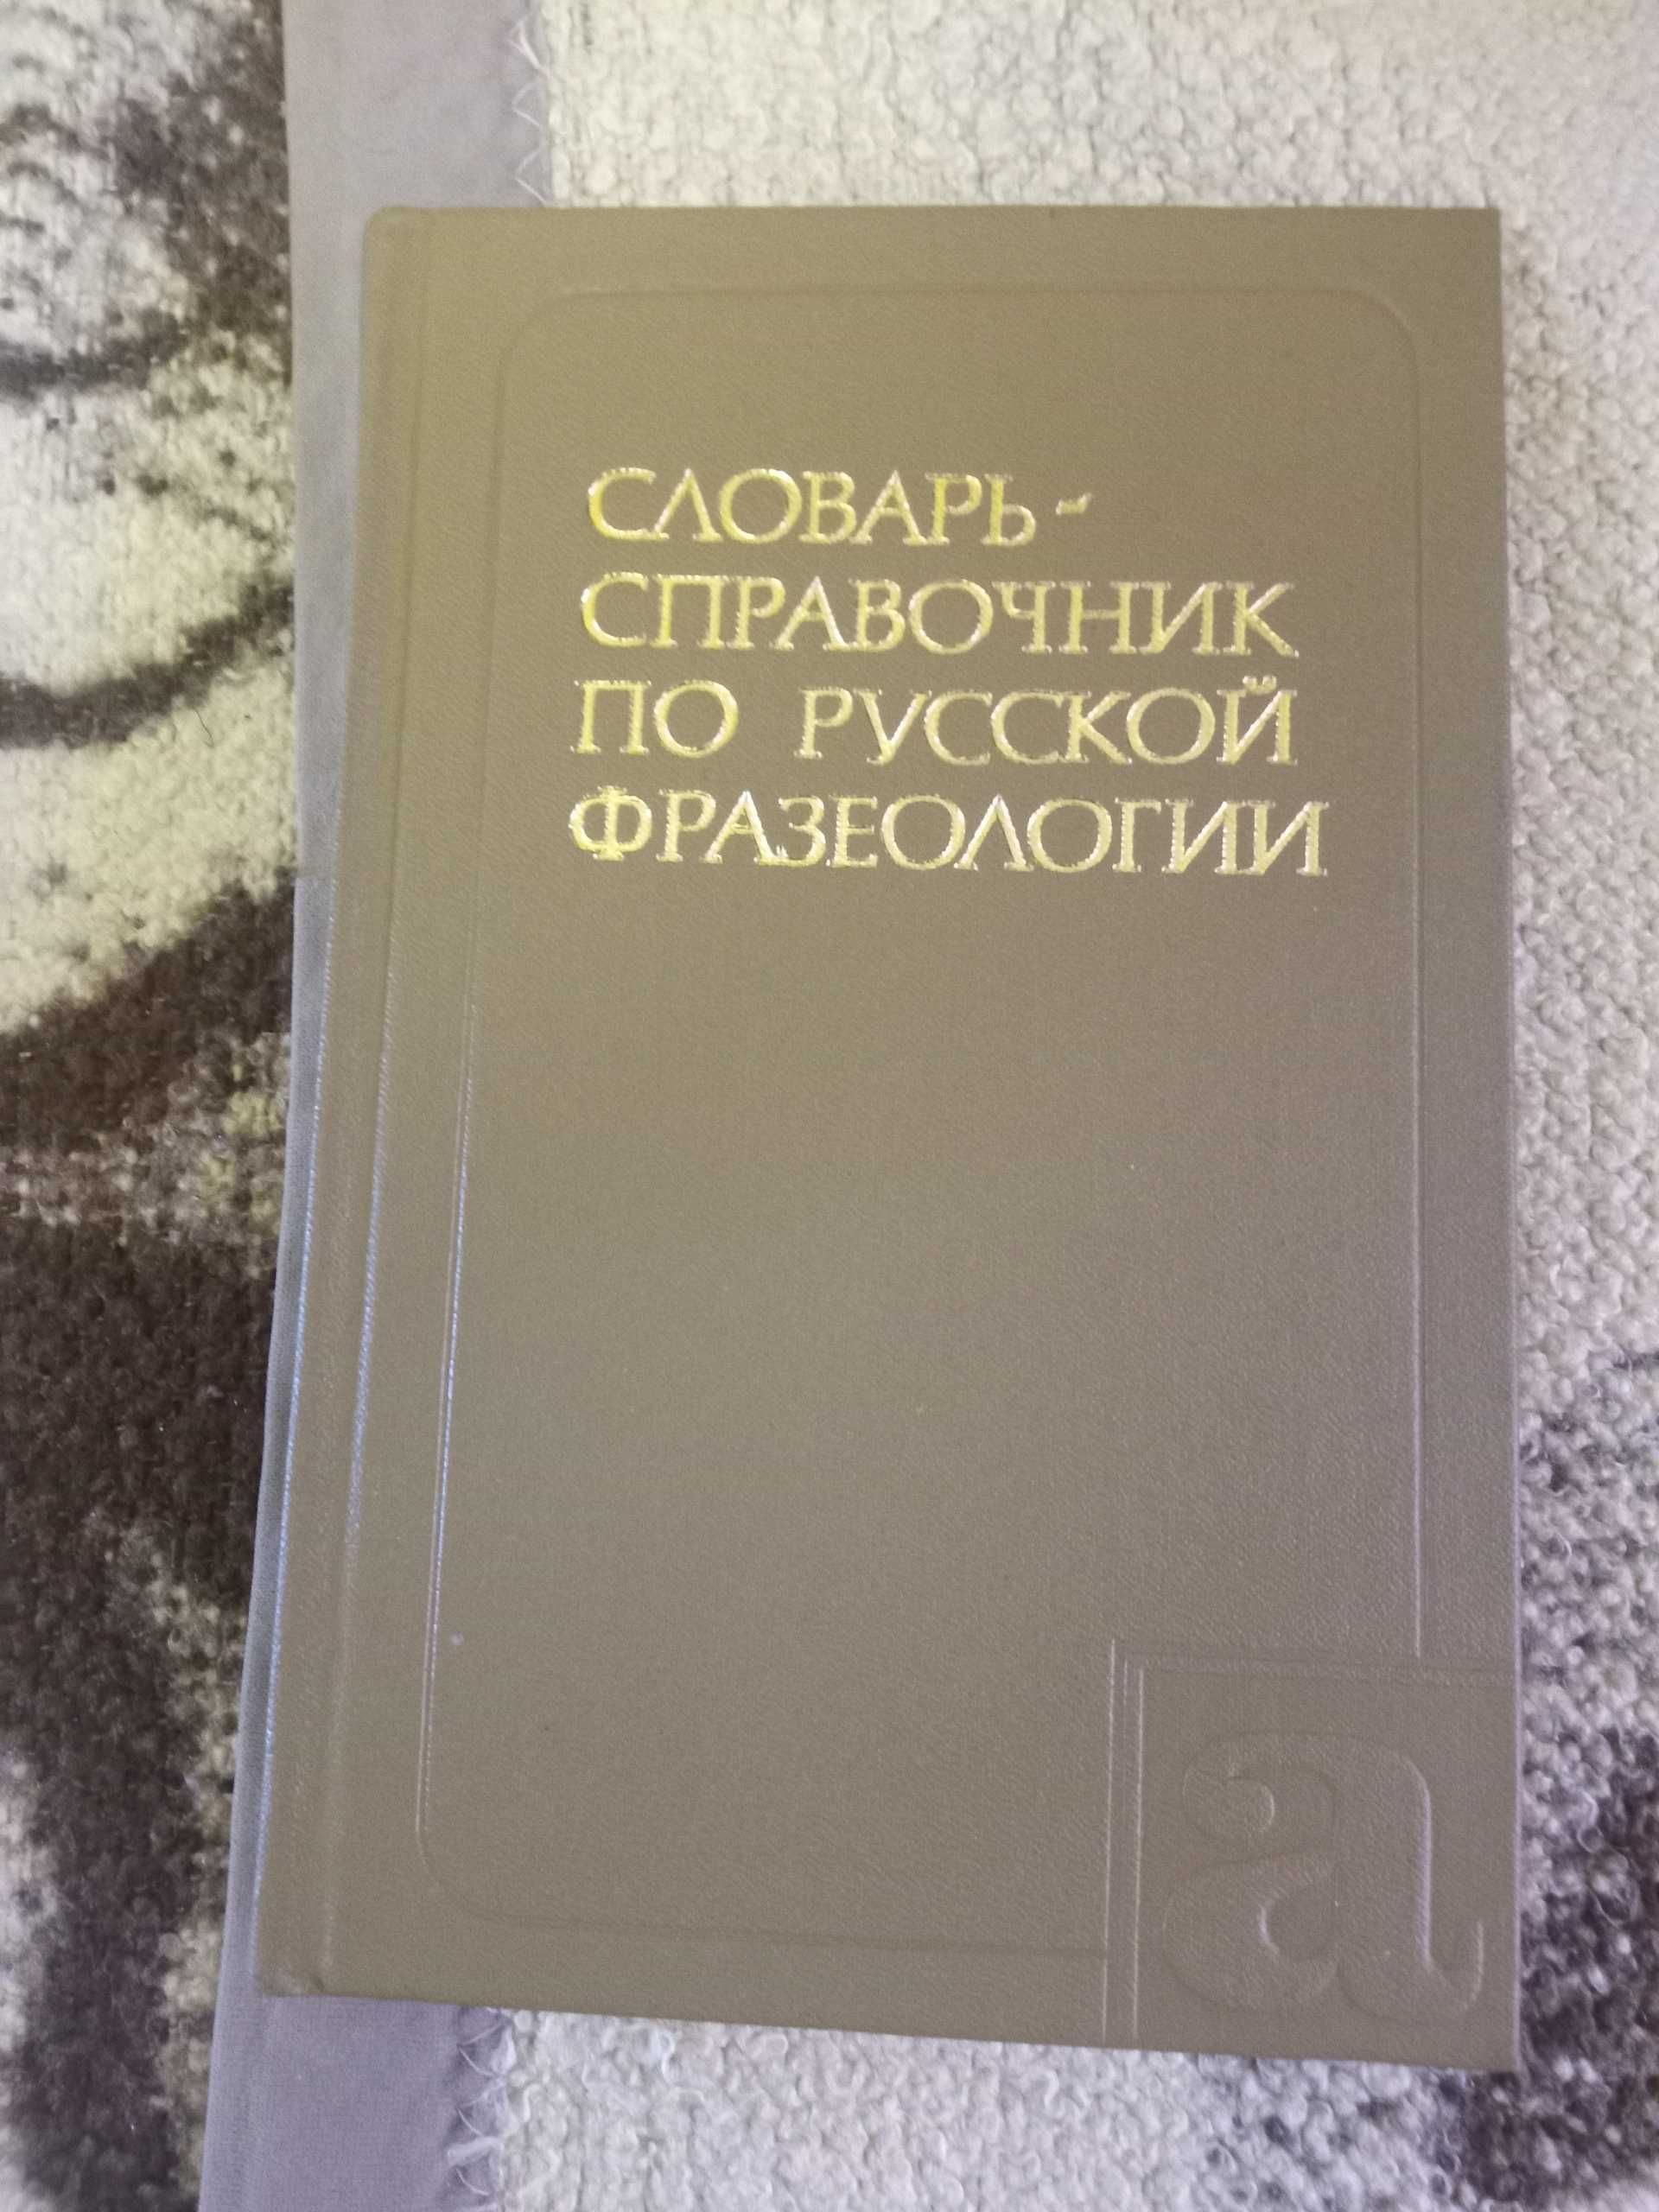 СЛОВАРЬ-
СПРАВОЧНИК
ПО РУССКОЙ
ФРАЗЕОЛОГИИ
а